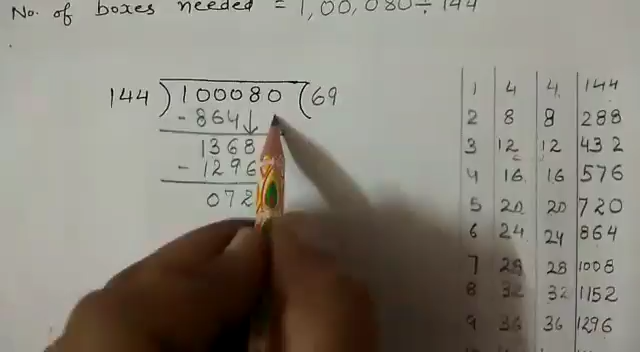 No. of boxes needed = 1,00,080 ÷ 144
144 ) 100080 ( 69
- 864 ↓
1368
- 1296
072
1 4 4 144
2 8 8 288
3 12 12 432
4 16 16 576
5 20 20 720
6 24 24 864
7 28 28 1008
8 32 32 1152
9 36 36 1296